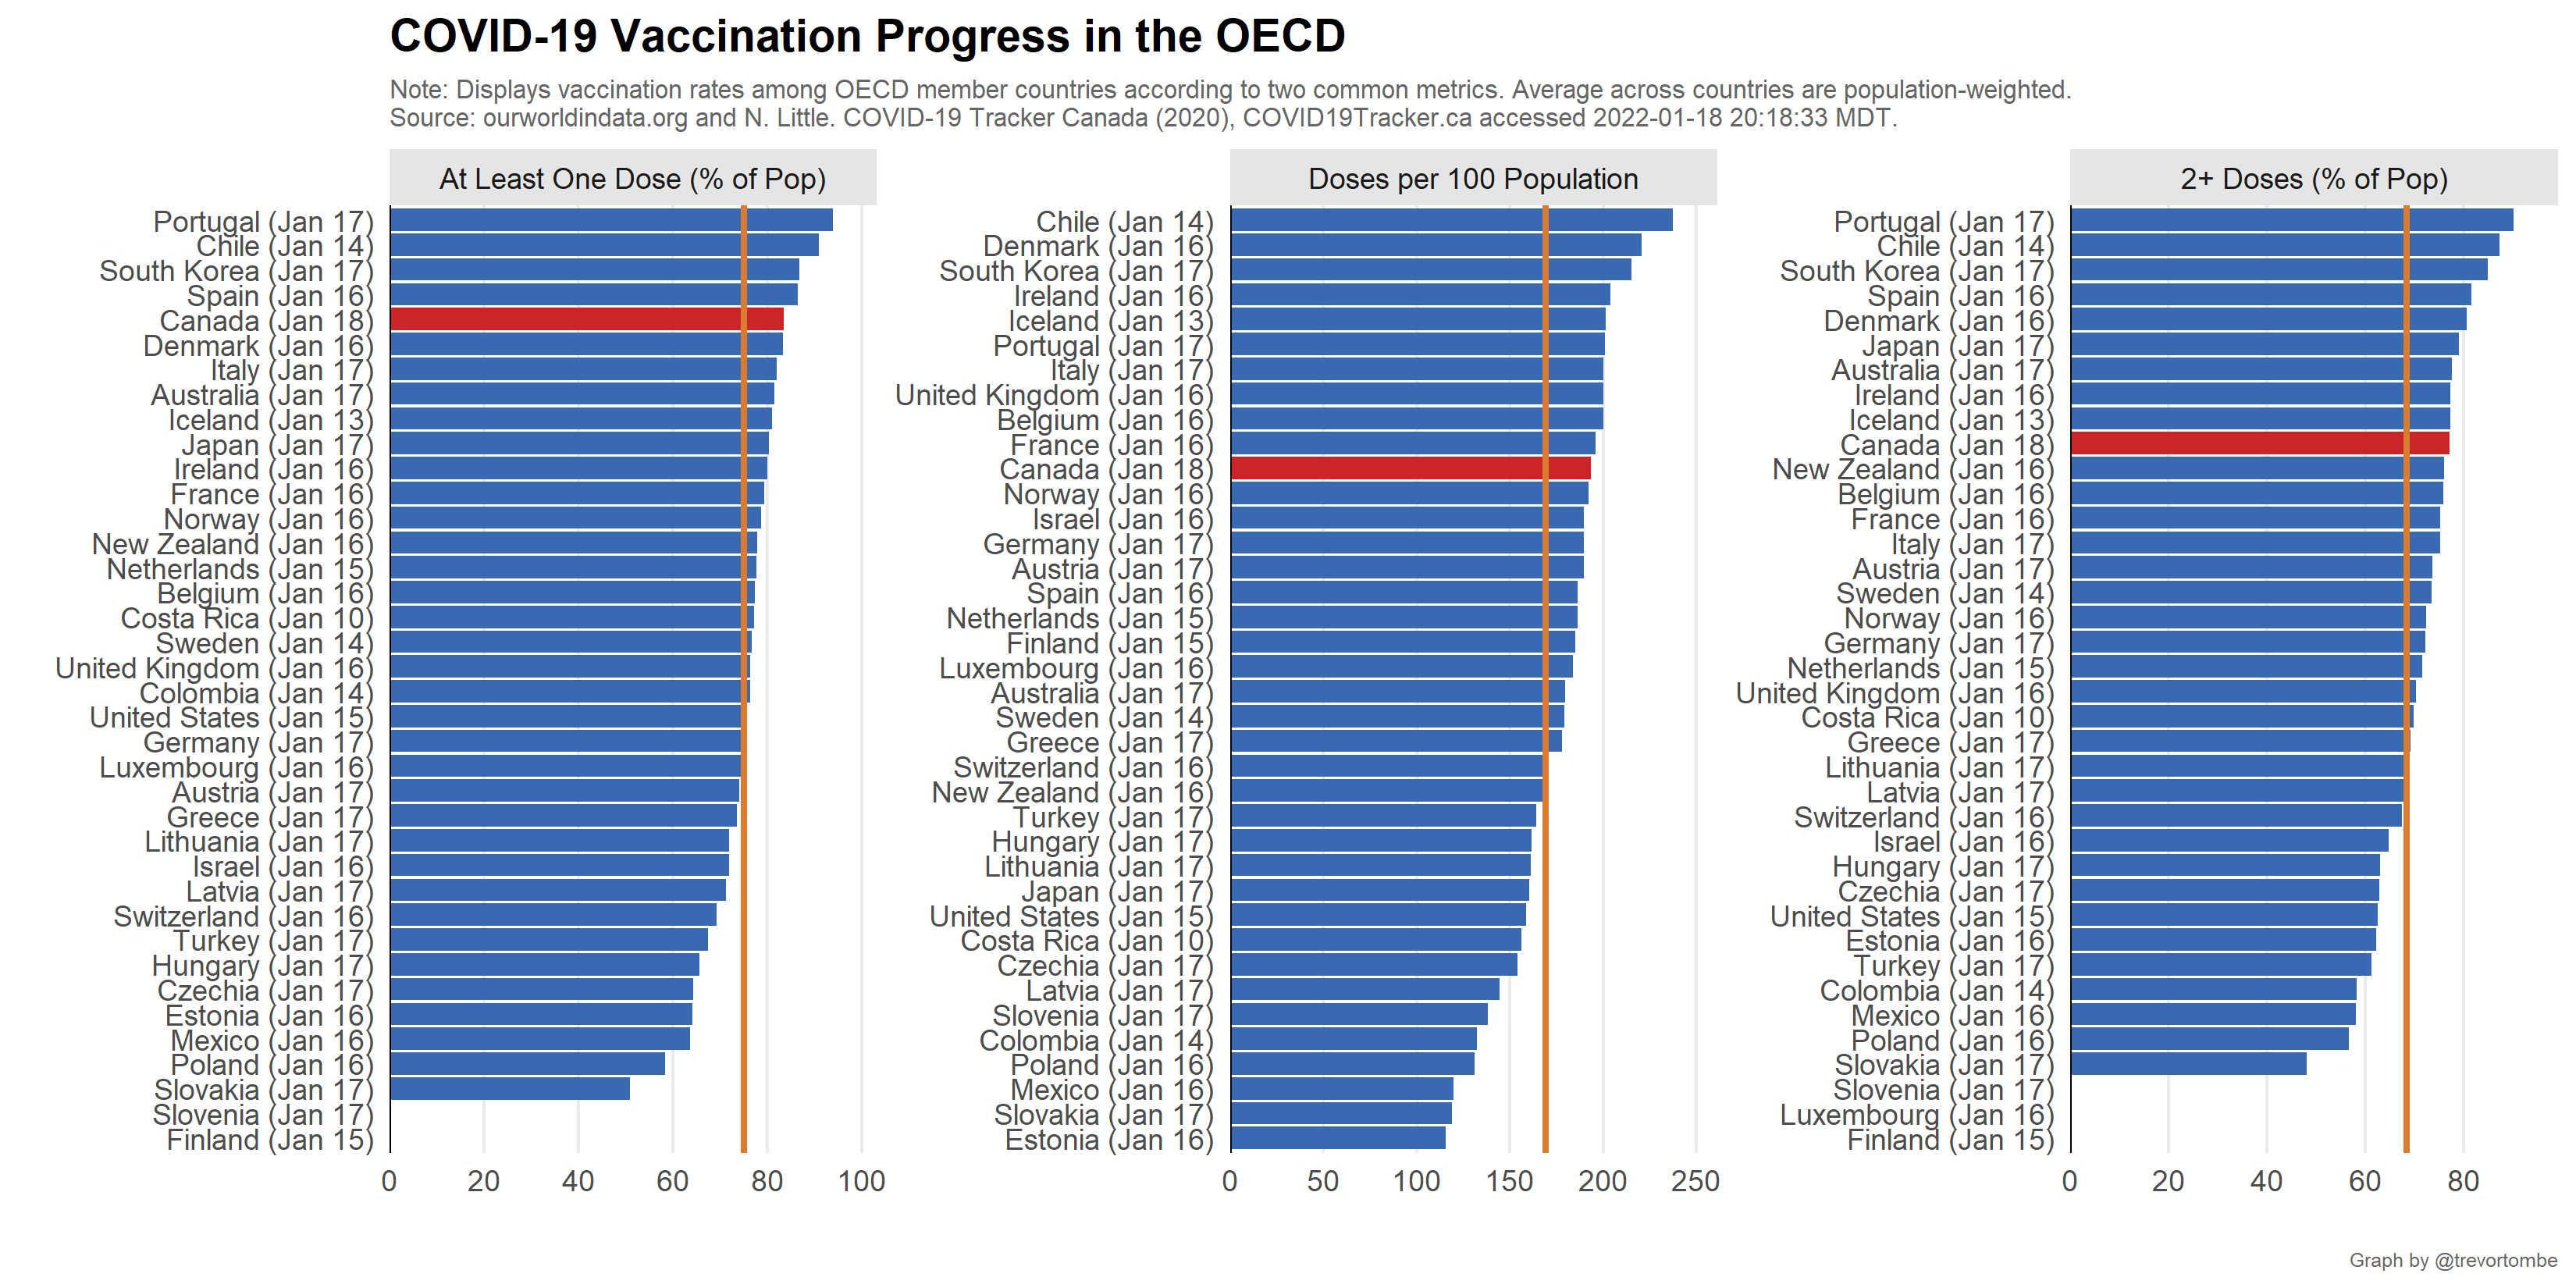 COVID-19 Vaccination Progress in the OECD
Note: Displays vaccination rates among OECD member countries according to two common metrics. Average across countries are population-weighted.
Source: ourworldindata.org and N. Little. COVID-19 Tracker Canada (2020), COVID19Tracker.ca accessed 2022-01-18 20:18:33 MDT.
At Least One Dose (% of Pop)
Portugal (Jan 17)
Chile (Jan 14)
South Korea (Jan 17)
Spain (Jan 16)
Canada (Jan 18)
Denmark (Jan 16)
Italy (Jan 17)
Australia (Jan 17)
Iceland (Jan 13)
Japan (Jan 17)
Ireland (Jan 16)
France (Jan 16)
Norway (Jan 16)
New Zealand (Jan 16)
Netherlands (Jan 15)
Belgium (Jan 16)
Costa Rica (Jan 10)
Sweden (Jan 14)
United Kingdom (Jan 16)
Colombia (Jan 14)
United States (Jan 15)
Germany (Jan 17)
Luxembourg (Jan 16)
Austria (Jan 17)
Greece (Jan 17)
Lithuania (Jan 17)
Israel (Jan 16)
Latvia (Jan 17)
Switzerland (Jan 16)
Turkey (Jan 17)
Hungary (Jan 17)
Czechia (Jan 17)
Estonia (Jan 16)
Mexico (Jan 16)
Poland (Jan 16)
Slovakia (Jan 17)
Slovenia (Jan 17)
Finland (Jan 15)
0 20 40 60 80 100
Doses per 100 Population
Chile (Jan 14)
Denmark (Jan 16)
South Korea (Jan 17)
Ireland (Jan 16)
Iceland (Jan 13)
Portugal (Jan 17)
Italy (Jan 17)
United Kingdom (Jan 16)
Belgium (Jan 16)
France (Jan 16)
Canada (Jan 18)
Norway (Jan 16)
Israel (Jan 16)
Germany (Jan 17)
Austria (Jan 17)
Spain (Jan 16)
Netherlands (Jan 15)
Finland (Jan 15)
Luxembourg (Jan 16)
Australia (Jan 17)
Sweden (Jan 14)
Greece (Jan 17)
Switzerland (Jan 16)
New Zealand (Jan 16)
Turkey (Jan 17)
Hungary (Jan 17)
Lithuania (Jan 17)
Japan (Jan 17)
United States (Jan 15)
Costa Rica (Jan 10)
Czechia (Jan 17)
Latvia (Jan 17)
Slovenia (Jan 17)
Colombia (Jan 14)
Poland (Jan 16)
Mexico (Jan 16)
Slovakia (Jan 17)
Estonia (Jan 16)
0 50 100 150 200 250
2+ Doses (% of Pop)
Portugal (Jan 17)
Chile (Jan 14)
South Korea (Jan 17)
Spain (Jan 16)
Denmark (Jan 16)
Japan (Jan 17)
Australia (Jan 17)
Ireland (Jan 16)
Iceland (Jan 13)
Canada (Jan 18)
New Zealand (Jan 16)
Belgium (Jan 16)
France (Jan 16)
Italy (Jan 17)
Austria (Jan 17)
Sweden (Jan 14)
Norway (Jan 16)
Germany (Jan 17)
Netherlands (Jan 15)
United Kingdom (Jan 16)
Costa Rica (Jan 10)
Greece (Jan 17)
Lithuania (Jan 17)
Latvia (Jan 17)
Switzerland (Jan 16)
Israel (Jan 16)
Hungary (Jan 17)
Czechia (Jan 17)
United States (Jan 15)
Estonia (Jan 16)
Turkey (Jan 17)
Colombia (Jan 14)
Mexico (Jan 16)
Poland (Jan 16)
Slovakia (Jan 17)
Slovenia (Jan 17)
Luxembourg (Jan 16)
Finland (Jan 15)
0 20 40 60 80
Graph by @trevortombe